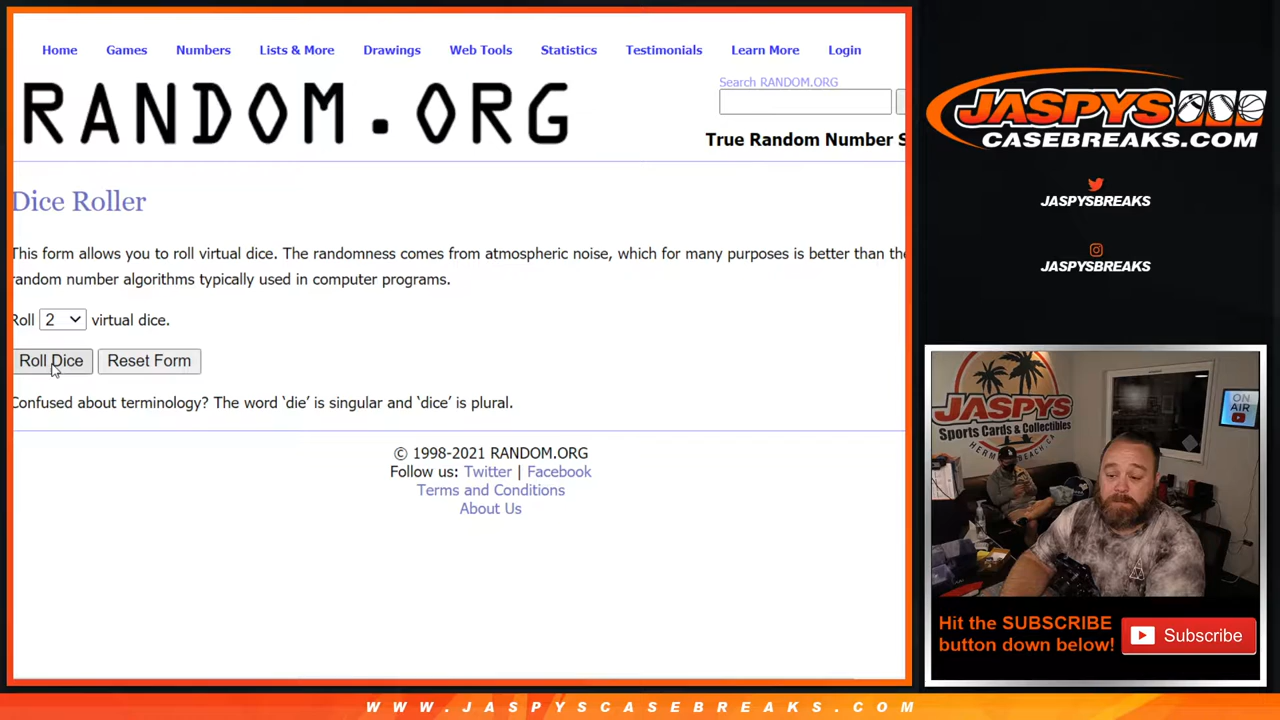 Home Games Numbers Lists & More Drawings Web Tools Statistics Testimonials Learn More Login
RANDOM.ORG
Search RANDOM.ORG
True Random Number S
Dice Roller
This form allows you to roll virtual dice. The randomness comes from atmospheric noise, which for many purposes is better than the
random number algorithms typically used in computer programs.
Roll 2 virtual dice.
Roll Dice Reset Form
Confused about terminology? The word ‘die’ is singular and ‘dice’ is plural.
© 1998-2021 RANDOM.ORG
Follow us: Twitter | Facebook
Terms and Conditions
About Us
JASPYS
CASEBREAKS.COM
JASPYSBREAKS
JASPYSBREAKS
JASPYS
Sports Cards & Collectibles
HERMOSA BEACH, CA
ON
AIR
Hit the SUBSCRIBE
button down below!
Subscribe
WWW.JASPYSCASEBREAKS.COM